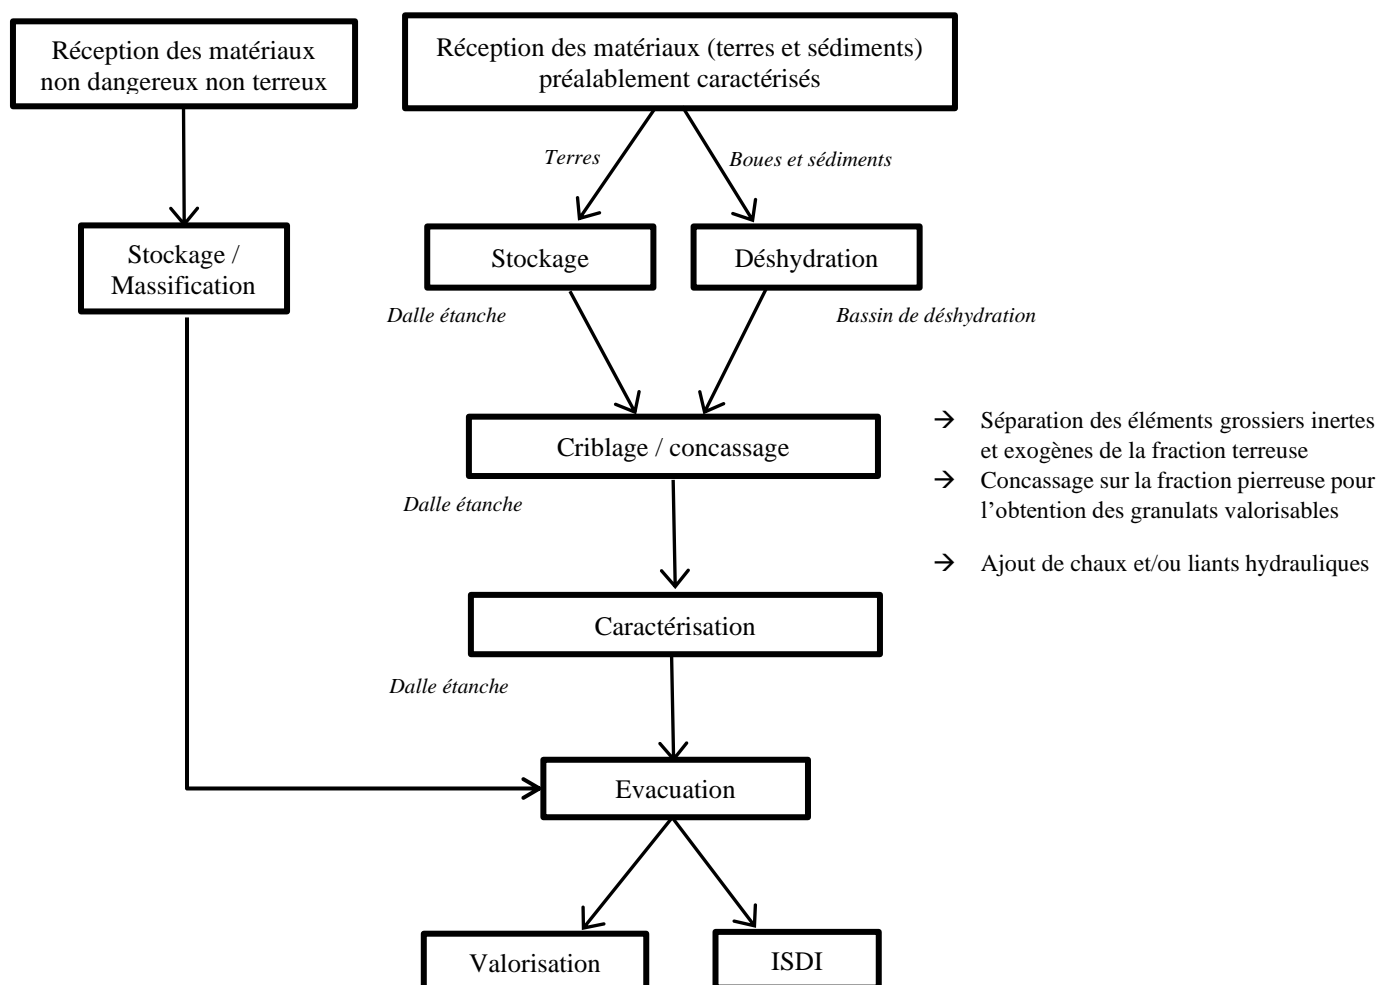 Réception des matériaux
non dangereux non terreux
Réception des matériaux (terres et sédiments)
préalablement caractérisés
Terres
Boues et sédiments
Stockage /
Massification
Stockage
Déshydration
Dalle étanche
Bassin de déshydration
Criblage / concassage
Dalle étanche
→ Séparation des éléments grossiers inertes
et exogènes de la fraction terreuse
→ Concassage sur la fraction pierreuse pour
l’obtention des granulats valorisables
→ Ajout de chaux et/ou liants hydrauliques
Caractérisation
Dalle étanche
Evacuation
Valorisation
ISDI